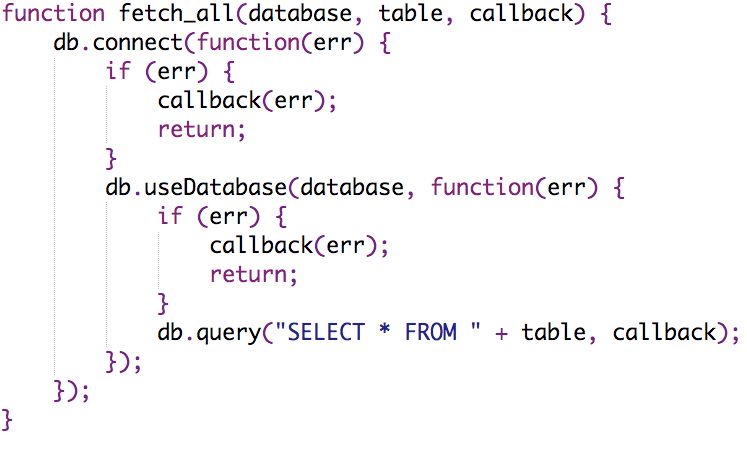 function fetch_all(database, table, callback) {
    db.connect(function(err) {
        if (err) {
            callback(err);
            return;
        }
        db.useDatabase(database, function(err) {
            if (err) {
                callback(err);
                return;
            }
            db.query("SELECT * FROM " + table, callback);
        });
    });
}